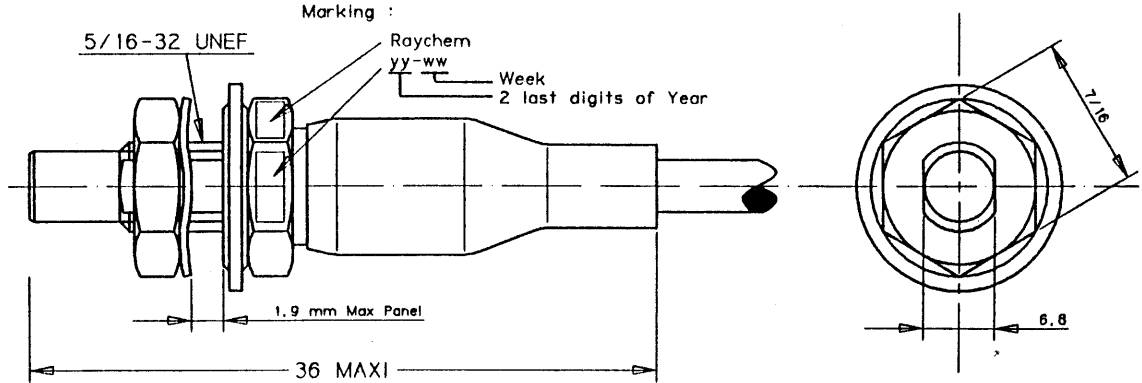 Marking :
5/16-32 UNEF
Raychem
yy-ww
Week
2 last digits of Year
7/16
1.9 mm Max Panel
6,8
36 MAXI